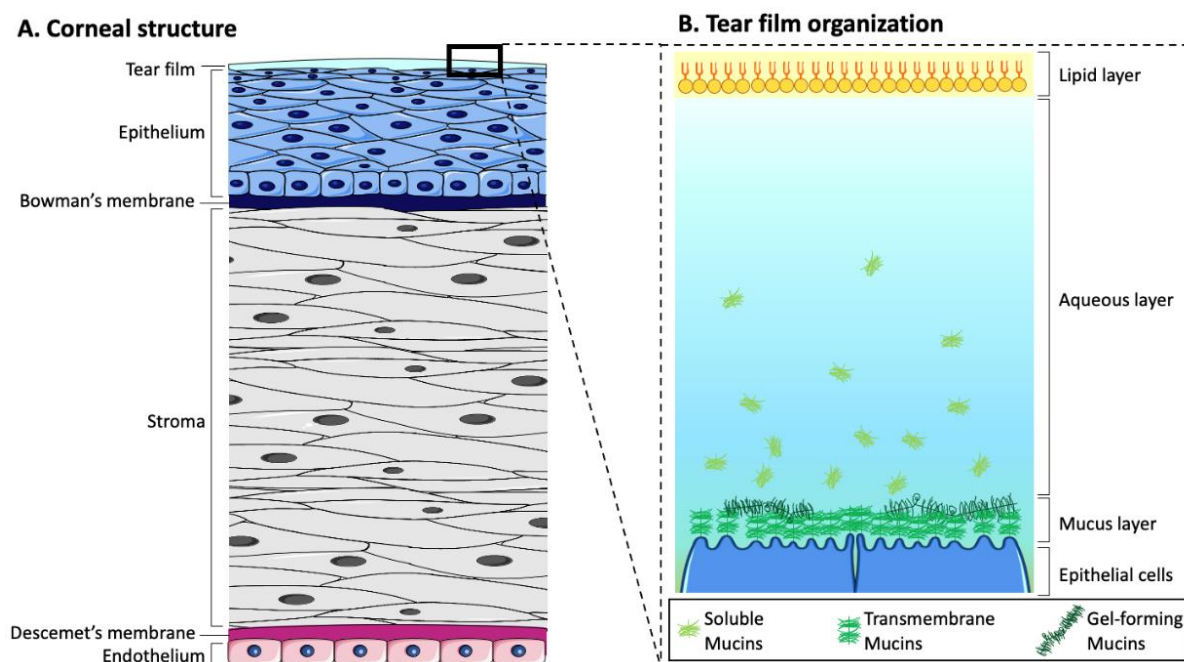 A. Corneal structure
Tear film
Epithelium
Bowman's membrane
Stroma
Descemet's membrane
Endothelium
B. Tear film organization
Lipid layer
Aqueous layer
Mucus layer
Epithelial cells
Soluble
Mucins
Transmembrane
Mucins
Gel-forming
Mucins